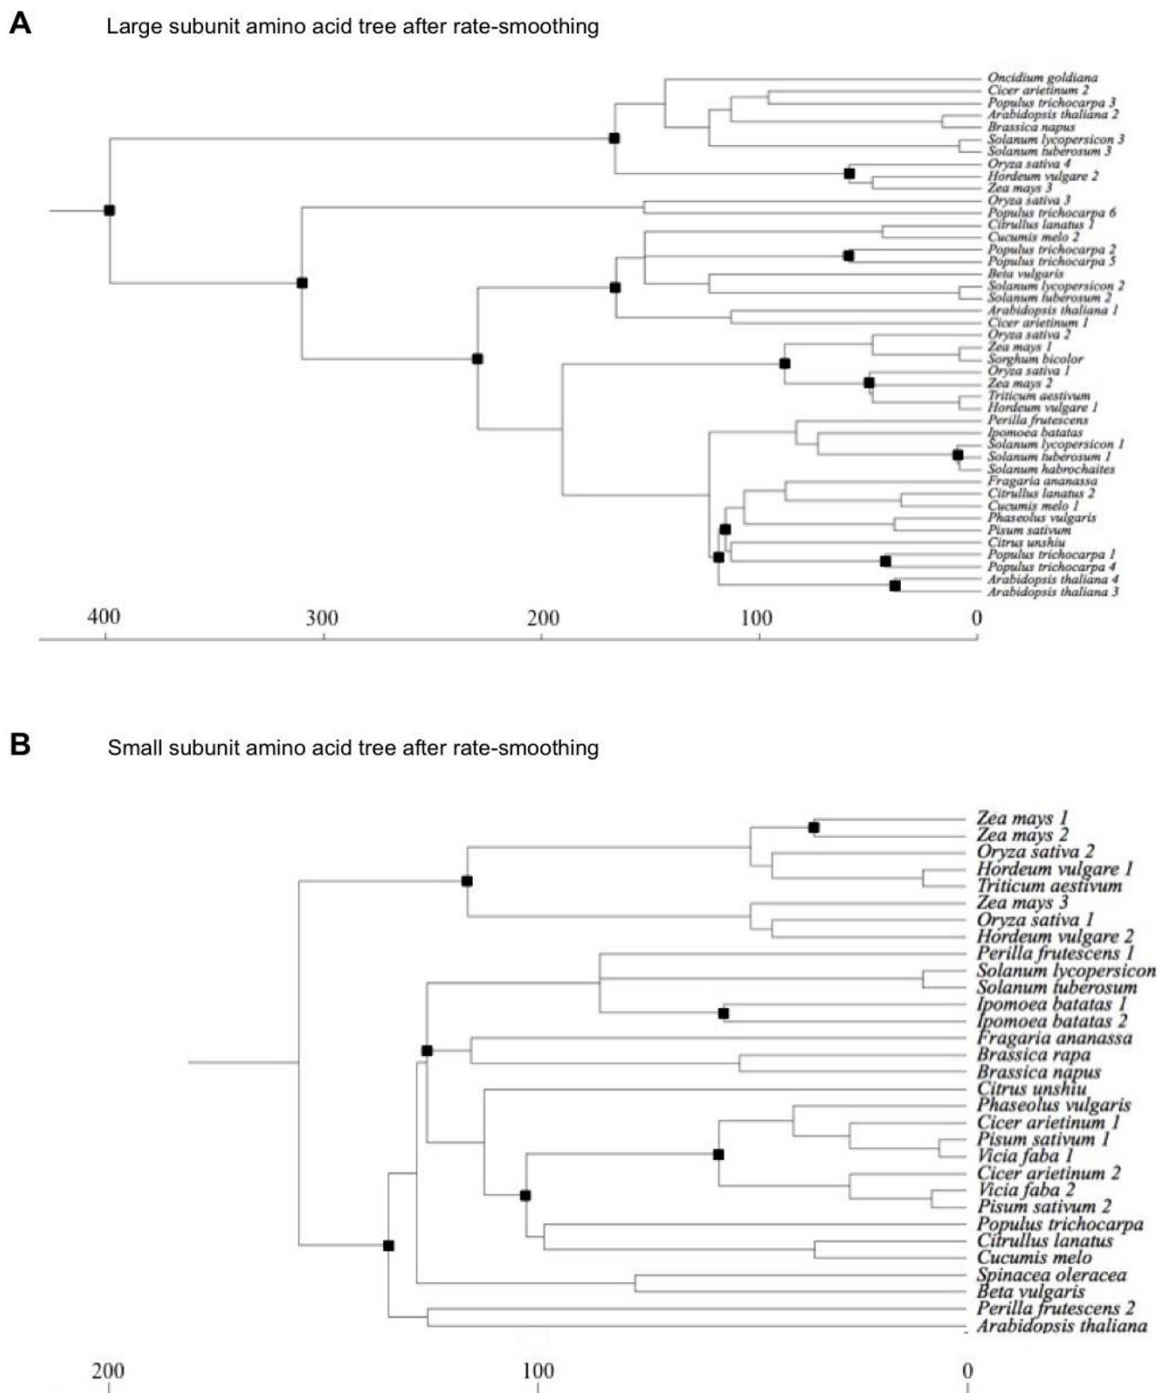 A
Large subunit amino acid tree after rate-smoothing
Oncidium goldiana
Cicer arietinum 2
Populus trichocarpa 3
Arabidopsis thaliana 2
Brassica napus
Solanum lycopersicon 3
Solanum tuberosum 3
Oryza sativa 4
Hordeum vulgare 2
Zea mays 3
Oryza sativa 3
Populus trichocarpa 6
Citrullus lanatus 1
Cucumis melo 2
Populus trichocarpa 2
Populus trichocarpa 5
Beta vulgaris
Solanum lycopersicon 2
Solanum tuberosum 2
Arabidopsis thaliana 1
Cicer arietinum 1
Oryza sativa 2
Zea mays 1
Sorghum bicolor
Oryza sativa 1
Zea mays 2
Triticum aestivum
Hordeum vulgare 1
Perilla frutescens
Ipomoea batatas
Solanum lycopersicon 1
Solanum tuberosum 1
Solanum habrochaites
Fragaria ananassa
Citrullus lanatus 2
Cucumis melo 1
Phaseolus vulgaris
Pisum sativum
Citrus unshiu
Populus trichocarpa 1
Populus trichocarpa 4
Arabidopsis thaliana 4
Arabidopsis thaliana 3
400 300 200 100 0
B
Small subunit amino acid tree after rate-smoothing
Zea mays 1
Zea mays 2
Oryza sativa 2
Hordeum vulgare 1
Triticum aestivum
Zea mays 3
Oryza sativa 1
Hordeum vulgare 2
Perilla frutescens 1
Solanum lycopersicon
Solanum tuberosum
Ipomoea batatas 1
Ipomoea batatas 2
Fragaria ananassa
Brassica rapa
Brassica napus
Citrus unshiu
Phaseolus vulgaris
Cicer arietinum 1
Pisum sativum 1
Vicia faba 1
Cicer arietinum 2
Vicia faba 2
Pisum sativum 2
Populus trichocarpa
Citrullus lanatus
Cucumis melo
Spinacea oleracea
Beta vulgaris
Perilla frutescens 2
Arabidopsis thaliana
200 100 0